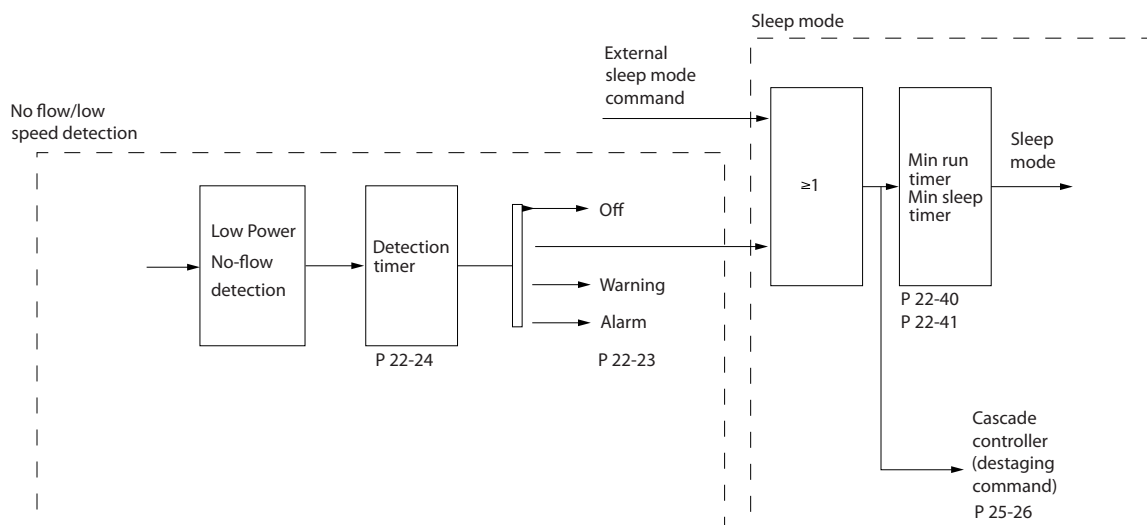 Sleep mode
External
sleep mode
command
No flow/low
speed detection
Low Power
No-flow
detection
Detection
timer
P 22-24
Off
Warning
Alarm
P 22-23
≥1
Min run
timer
Min sleep
timer
P 22-40
P 22-41
Sleep
mode
Cascade
controller
(destaging
command)
P 25-26